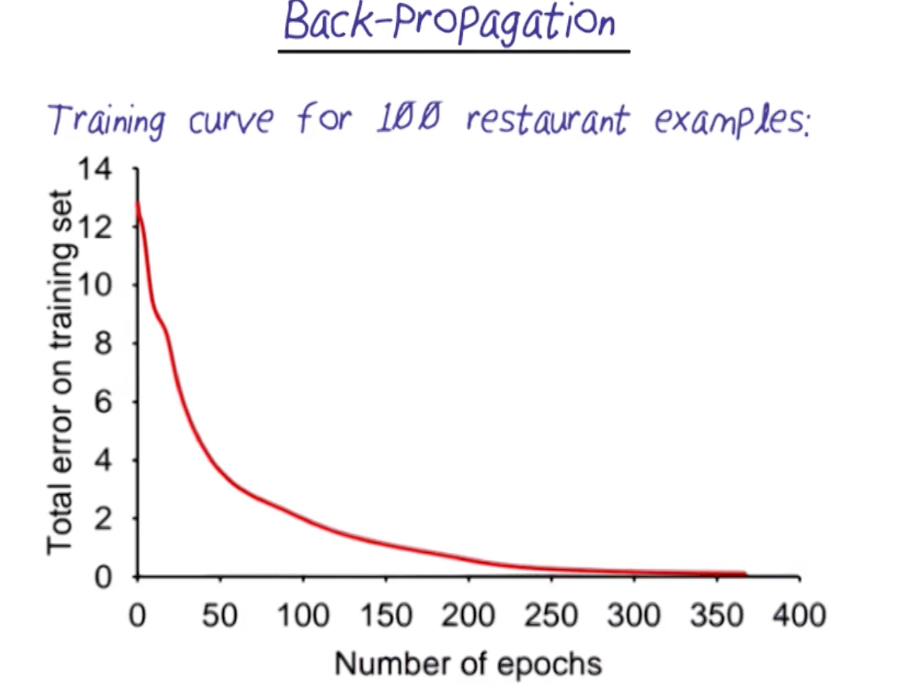 Back-Propagation
Training curve for 100 restaurant examples:
Total error on training set
14
12
10
8
6
4
2
0
0 50 100 150 200 250 300 350 400
Number of epochs